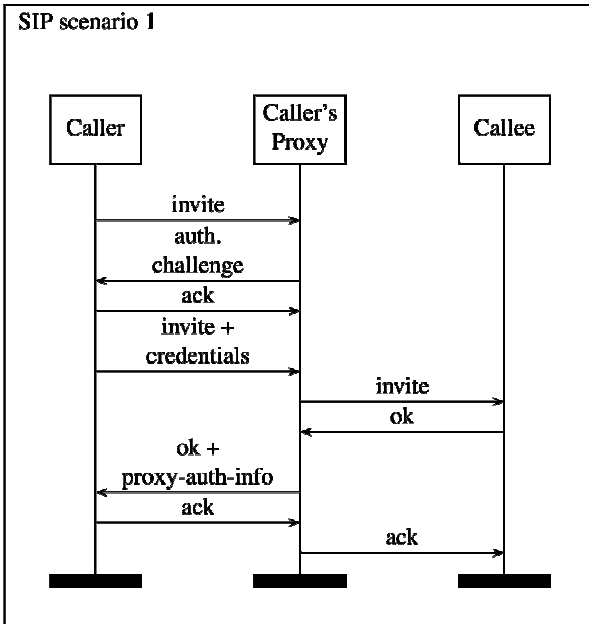 SIP scenario 1
Caller
Caller's
Proxy
Callee
invite
auth.
challenge
ack
invite +
credentials
invite
ok
ok +
proxy-auth-info
ack
ack